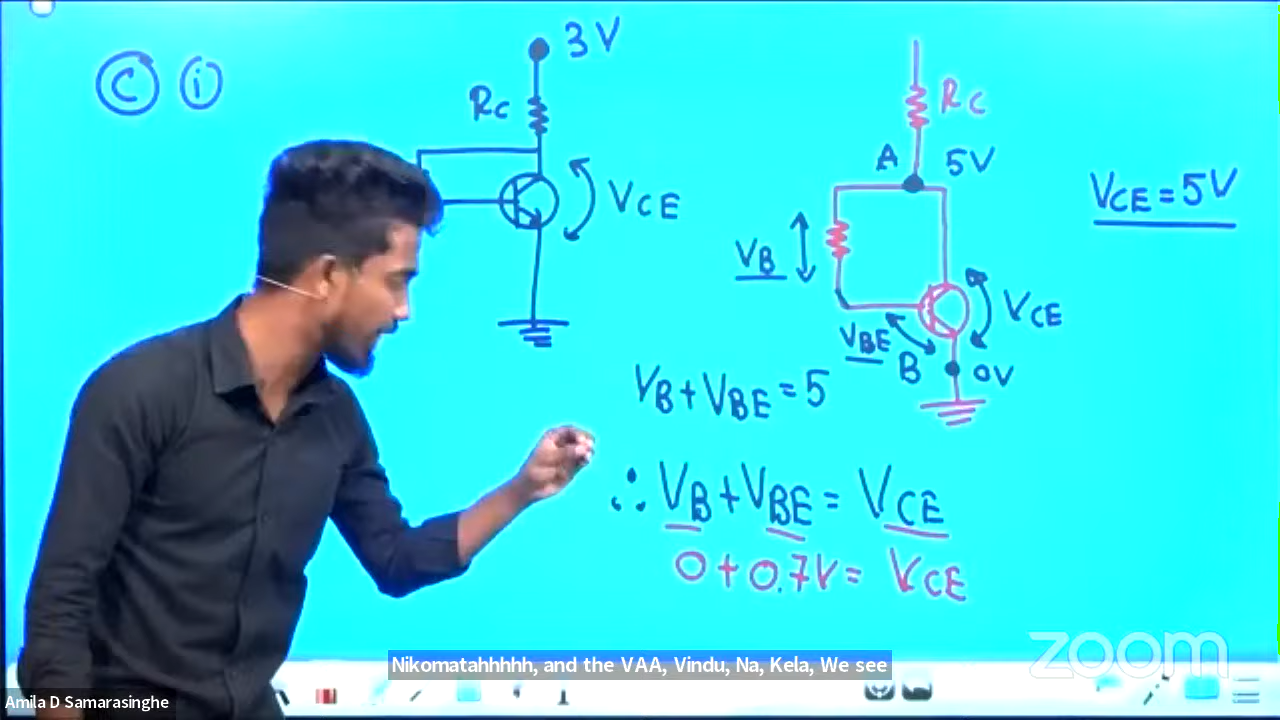 C i
3V
RC
VCE
RC
A 5V
VB
VBE
VCE
B 0V
VCE = 5V
VB + VBE = 5
∴ VB + VBE = VCE
0 + 0.7V = VCE
zoom
Nikomatahhhhh, and the VAA, Vindu, Na, Kela, We see
Amila D Samarasinghe